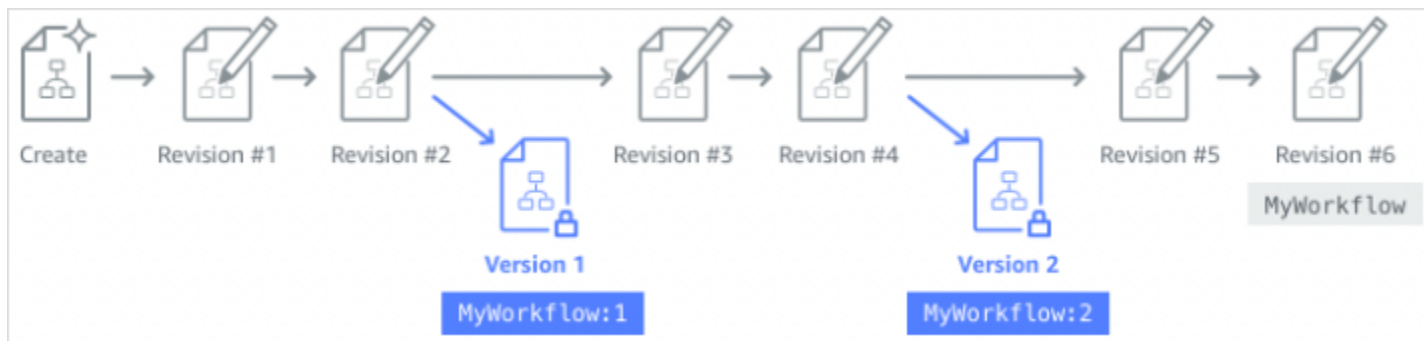 Create
Revision #1
Revision #2
Revision #3
Revision #4
Revision #5
Revision #6
MyWorkflow
Version 1
Version 2
MyWorkflow:1
MyWorkflow:2